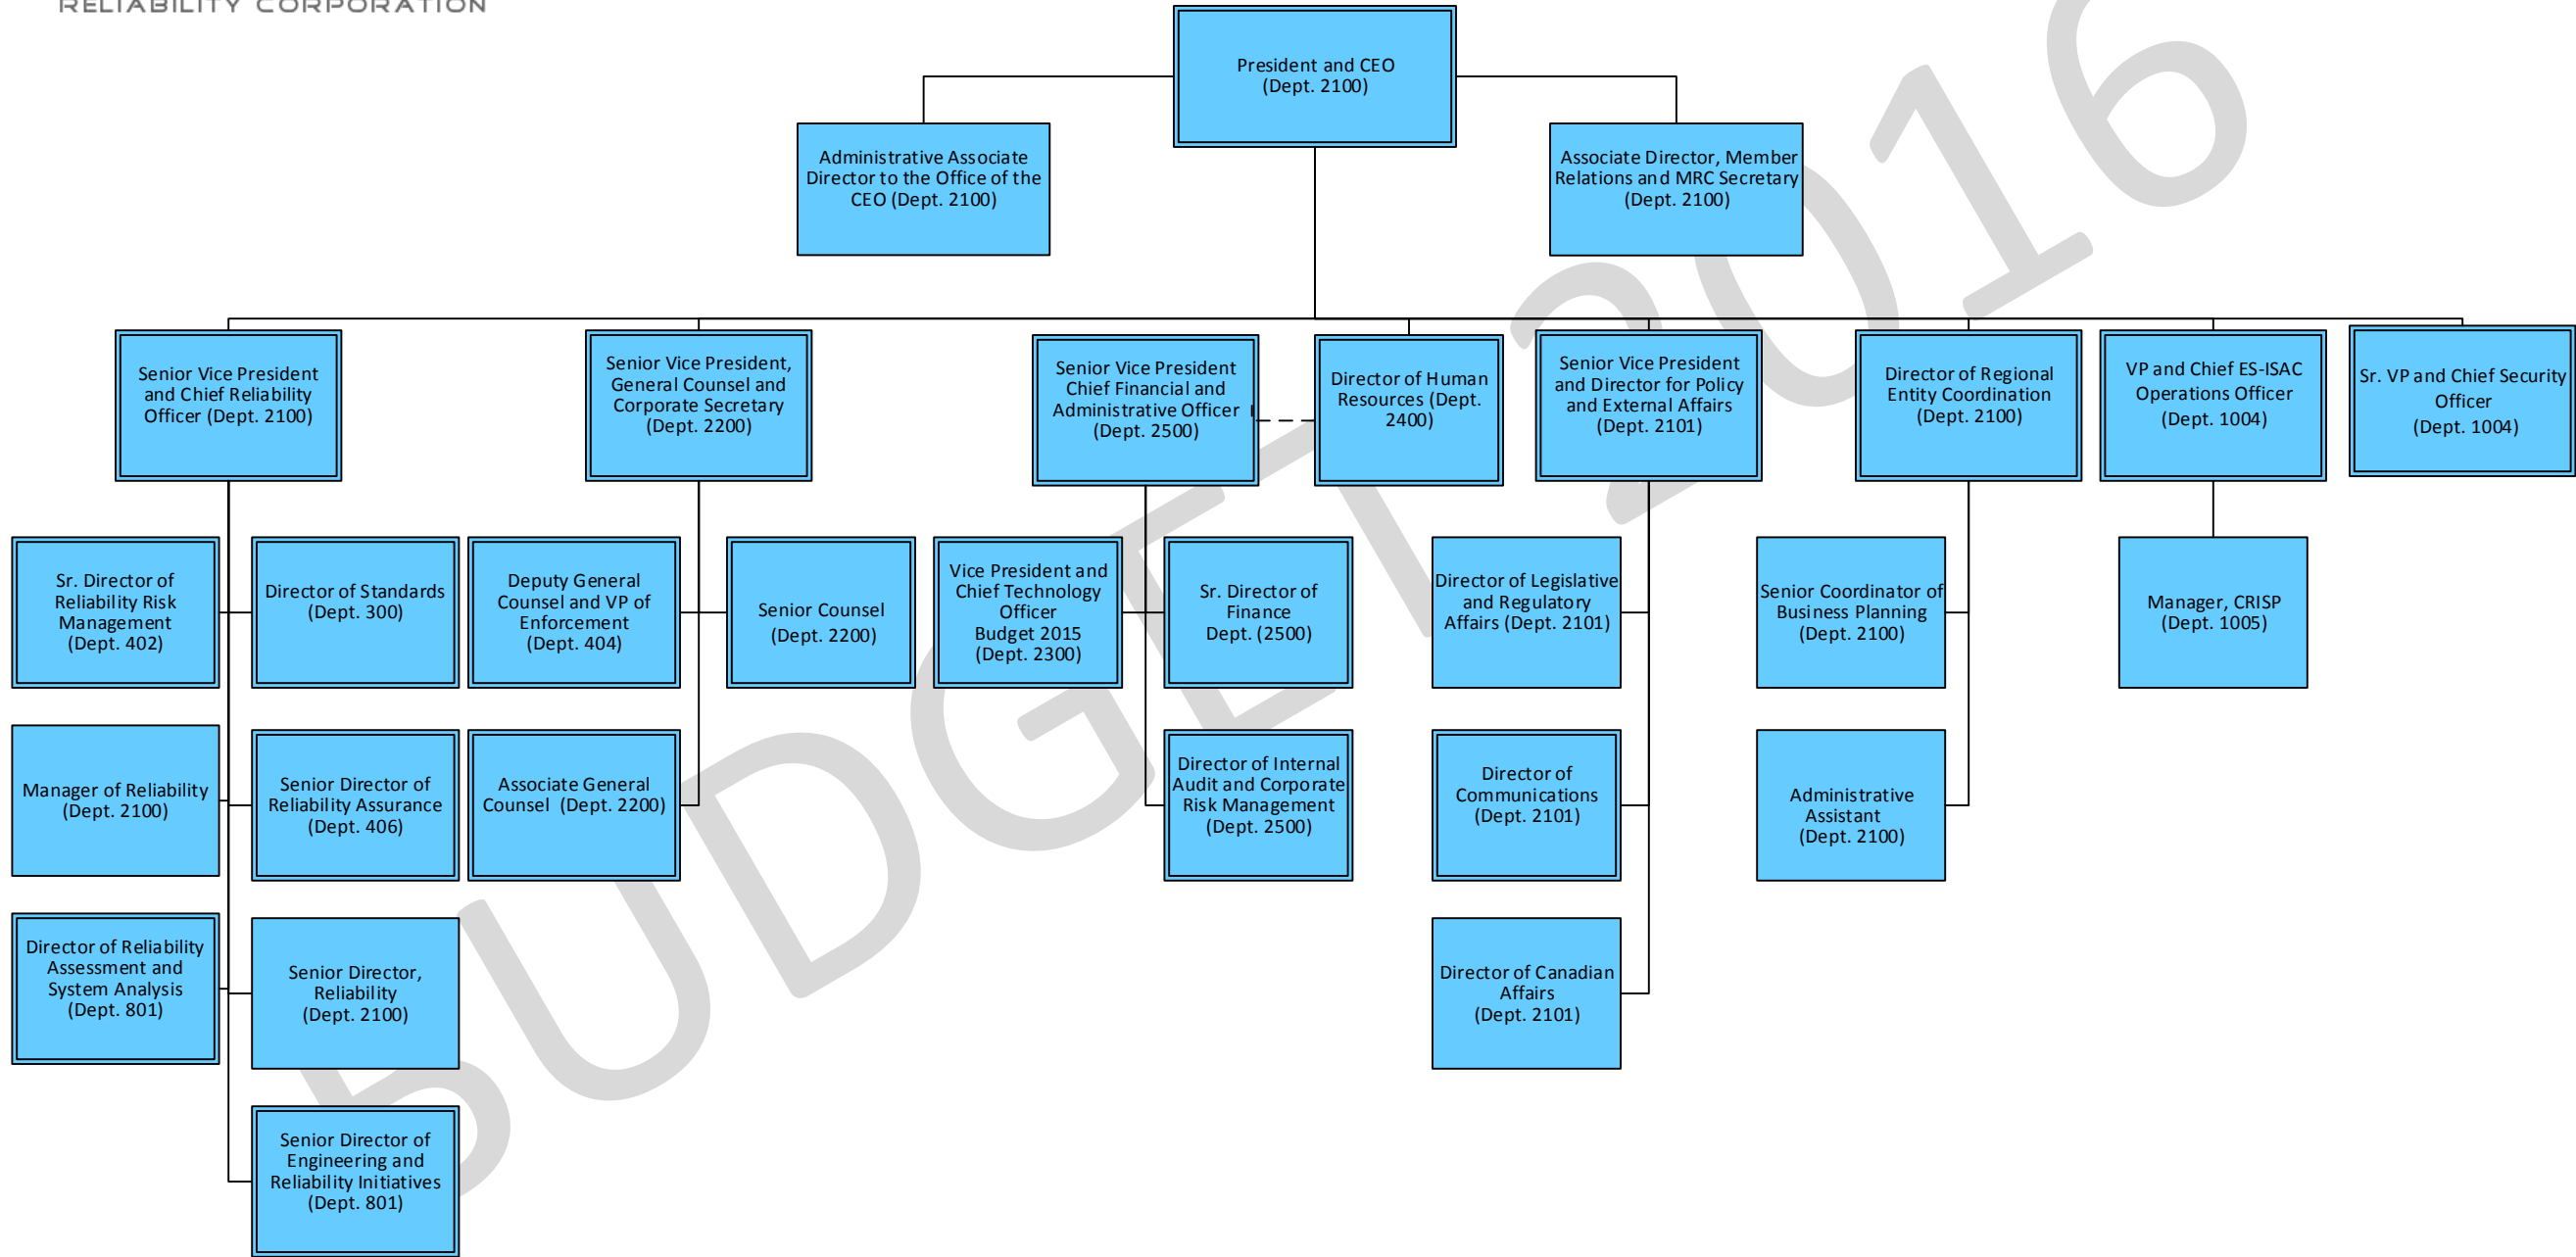 RELIABILITY CORPORATION
President and CEO
(Dept. 2100)
Administrative Associate
Director to the Office of the
CEO (Dept. 2100)
Associate Director, Member
Relations and MRC Secretary
(Dept. 2100)
Senior Vice President
and Chief Reliability
Officer (Dept. 2100)
Senior Vice President,
General Counsel and
Corporate Secretary
(Dept. 2200)
Senior Vice President
Chief Financial and
Administrative Officer
(Dept. 2500)
Director of Human
Resources (Dept.
2400)
Senior Vice President
and Director for Policy
and External Affairs
(Dept. 2101)
Director of Regional
Entity Coordination
(Dept. 2100)
VP and Chief ES-ISAC
Operations Officer
(Dept. 1004)
Sr. VP and Chief Security
Officer
(Dept. 1004)
Sr. Director of
Reliability Risk
Management
(Dept. 402)
Director of Standards
(Dept. 300)
Deputy General
Counsel and VP of
Enforcement
(Dept. 404)
Senior Counsel
(Dept. 2200)
Vice President and
Chief Technology
Officer
Budget 2015
(Dept. 2300)
Sr. Director of
Finance
Dept. (2500)
Director of Legislative
and Regulatory
Affairs (Dept. 2101)
Senior Coordinator of
Business Planning
(Dept. 2100)
Manager, CRISP
(Dept. 1005)
Manager of Reliability
(Dept. 2100)
Senior Director of
Reliability Assurance
(Dept. 406)
Associate General
Counsel (Dept. 2200)
Director of Internal
Audit and Corporate
Risk Management
(Dept. 2500)
Director of
Communications
(Dept. 2101)
Administrative
Assistant
(Dept. 2100)
Director of Reliability
Assessment and
System Analysis
(Dept. 801)
Senior Director,
Reliability
(Dept. 2100)
Director of Canadian
Affairs
(Dept. 2101)
Senior Director of
Engineering and
Reliability Initiatives
(Dept. 801)
BUDGET 2016